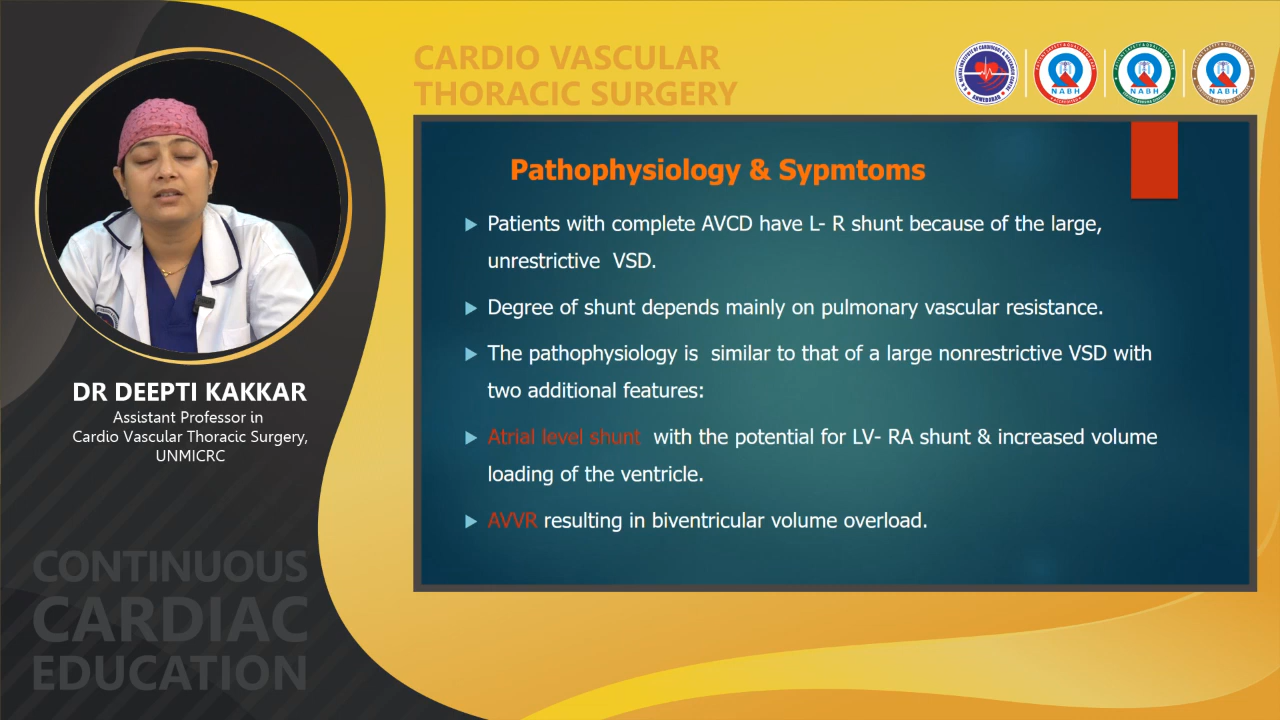 CARDIO VASCULAR
THORACIC SURGERY
NABH
NABH
NABH
Pathophysiology & Sypmtoms
Patients with complete AVCD have L- R shunt because of the large,
unrestrictive VSD.
Degree of shunt depends mainly on pulmonary vascular resistance.
The pathophysiology is similar to that of a large nonrestrictive VSD with
two additional features:
Atrial level shunt with the potential for LV- RA shunt & increased volume
loading of the ventricle.
AVVR resulting in biventricular volume overload.
DR DEEPTI KAKKAR
Assistant Professor in
Cardio Vascular Thoracic Surgery,
UNMICRC
CONTINUOUS
CARDIAC
EDUCATION